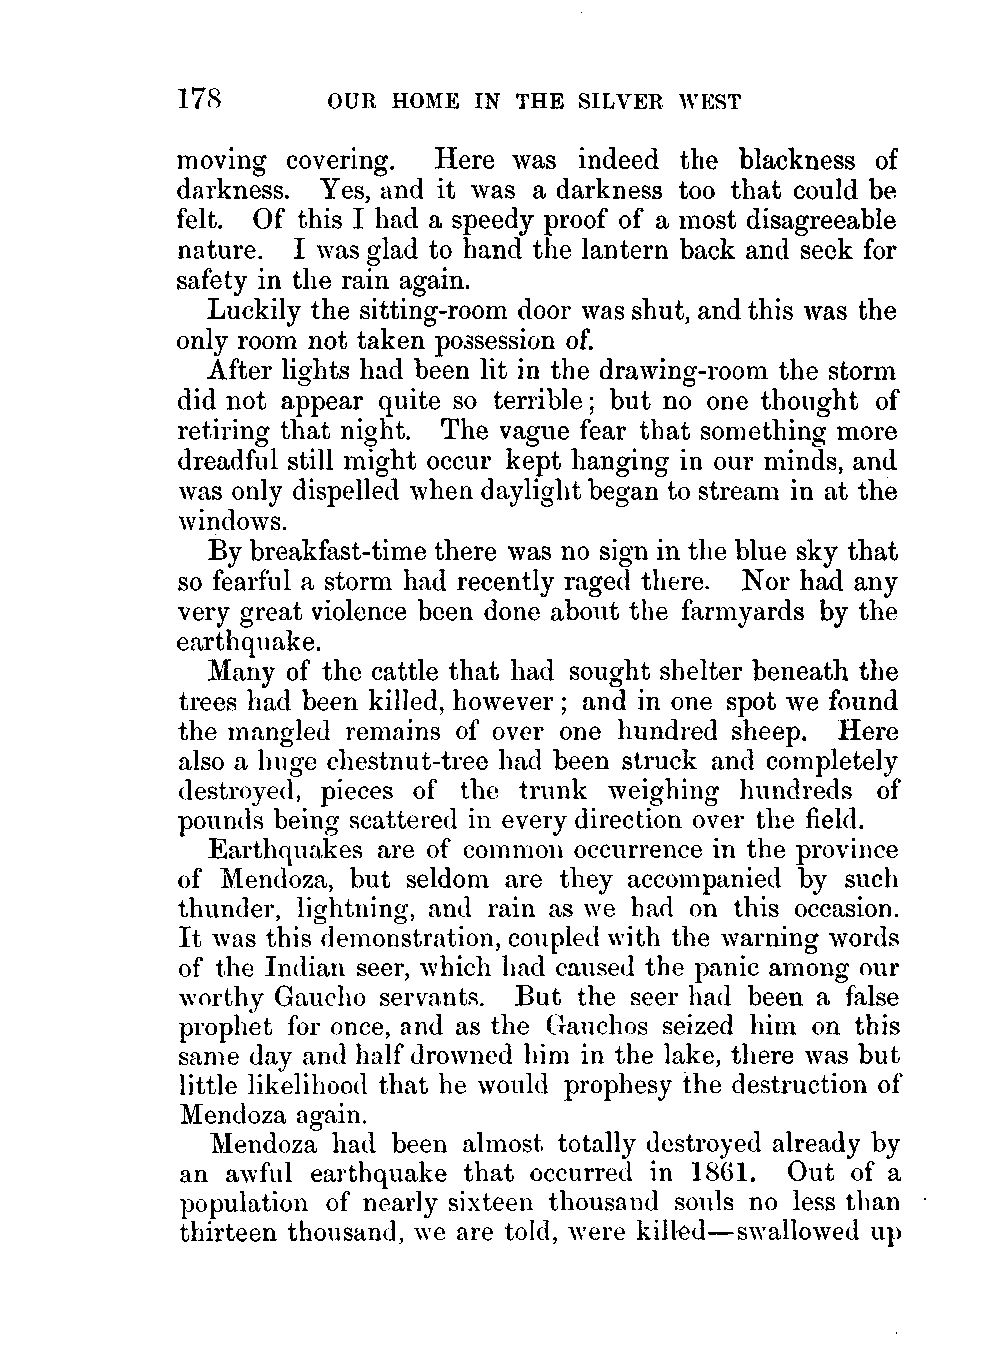 178 OUR HOME IN THE SILVER WEST
moving covering. Here was indeed the blackness of
darkness. Yes, and it was a darkness too that could be
felt. Of this I had a speedy proof of a most disagreeable
nature. I was glad to hand the lantern back and seek for
safety in the rain again.
Luckily the sitting-room door was shut, and this was the
only room not taken possession of.
After lights had been lit in the drawing-room the storm
did not appear quite so terrible; but no one thought of
retiring that night. The vague fear that something more
dreadful still might occur kept hanging in our minds, and
was only dispelled when daylight began to stream in at the
windows.
By breakfast-time there was no sign in the blue sky that
so fearful a storm had recently raged there. Nor had any
very great violence been done about the farmyards by the
earthquake.
Many of the cattle that had sought shelter beneath the
trees had been killed, however; and in one spot we found
the mangled remains of over one hundred sheep. Here
also a huge chestnut-tree had been struck and completely
destroyed, pieces of the trunk weighing hundreds of
pounds being scattered in every direction over the field.
Earthquakes are of common occurrence in the province
of Mendoza, but seldom are they accompanied by such
thunder, lightning, and rain as we had on this occasion.
It was this demonstration, coupled with the warning words
of the Indian seer, which had caused the panic among our
worthy Gaucho servants. But the seer had been a false
prophet for once, and as the Gauchos seized him on this
same day and half drowned him in the lake, there was but
little likelihood that he would prophesy the destruction of
Mendoza again.
Mendoza had been almost totally destroyed already by
an awful earthquake that occurred in 1861. Out of a
population of nearly sixteen thousand souls no less than
thirteen thousand, we are told, were killed—swallowed up